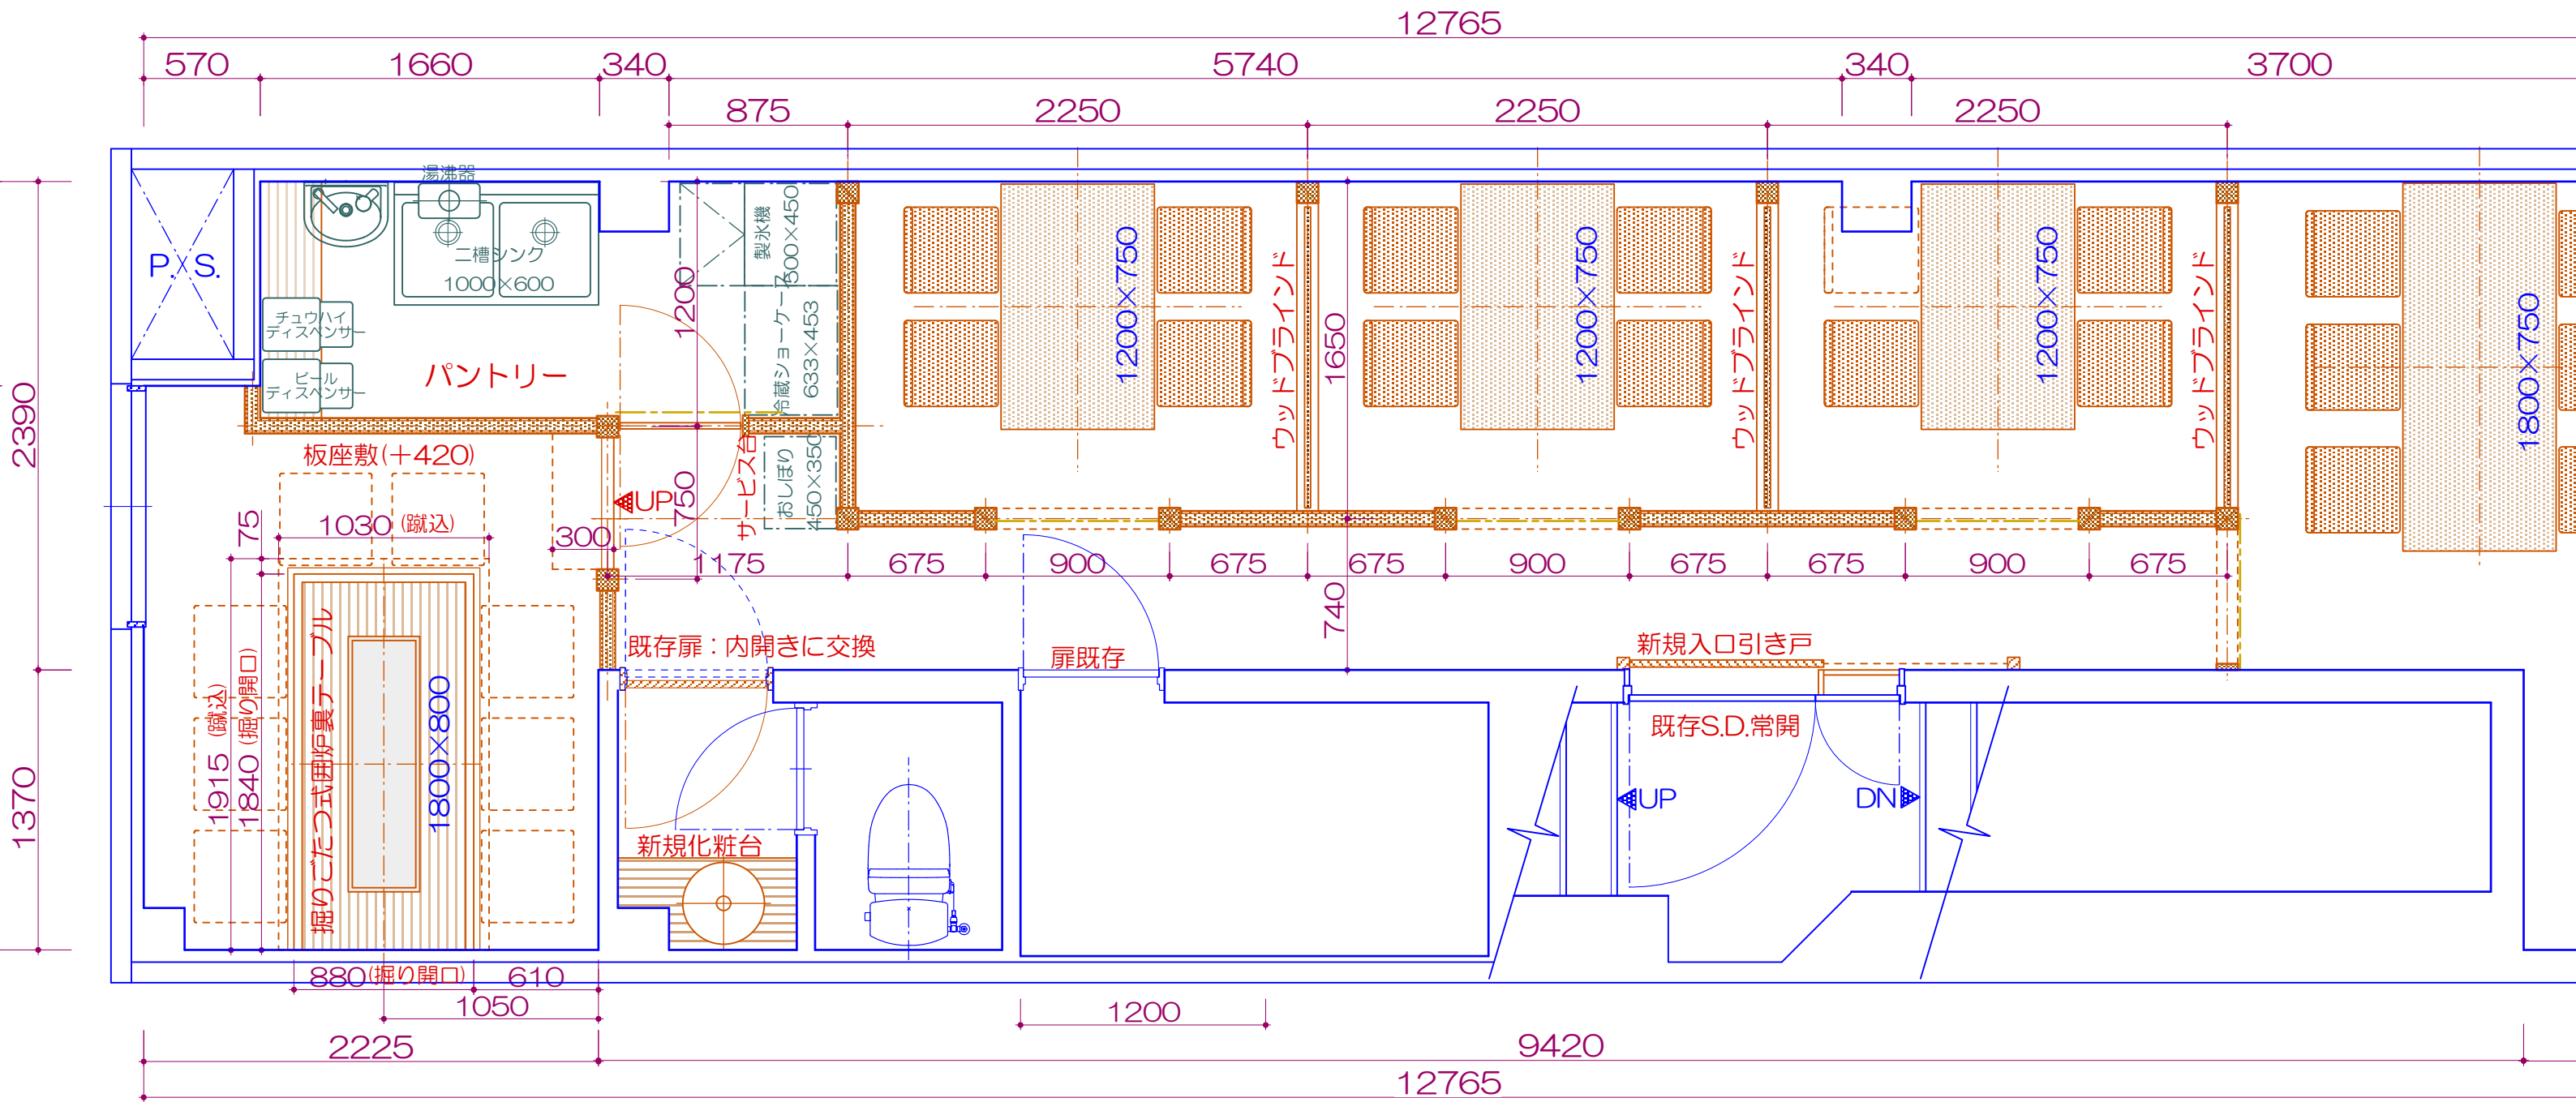 12765
570
1660
340
5740
340
3700
875
2250
2250
2250
湯沸器
二槽シンク
1000×600
P.S.
チュウハイ
ディスペンサー
ビール
ディスペンサー
パントリー
製氷機
500×450
冷蔵ショーケース
633×453
1200
750
サービス台
おしぼり
450×350
1200×750
ウッドブラインド
1650
1200×750
ウッドブラインド
1200×750
ウッドブラインド
1800×750
2390
1370
板座敷(+420)
75
1030(蹴込)
300
UP
1175
675
900
675
675
900
675
675
900
675
740
既存扉：内開きに交換
扉既存
新規入口引き戸
既存S.D.常開
UP
DN
1915(蹴込)
1840(掘り開口)
掘りごたつ式囲炉裏テーブル
1800×800
新規化粧台
880(掘り開口)
610
1050
1200
2225
9420
12765